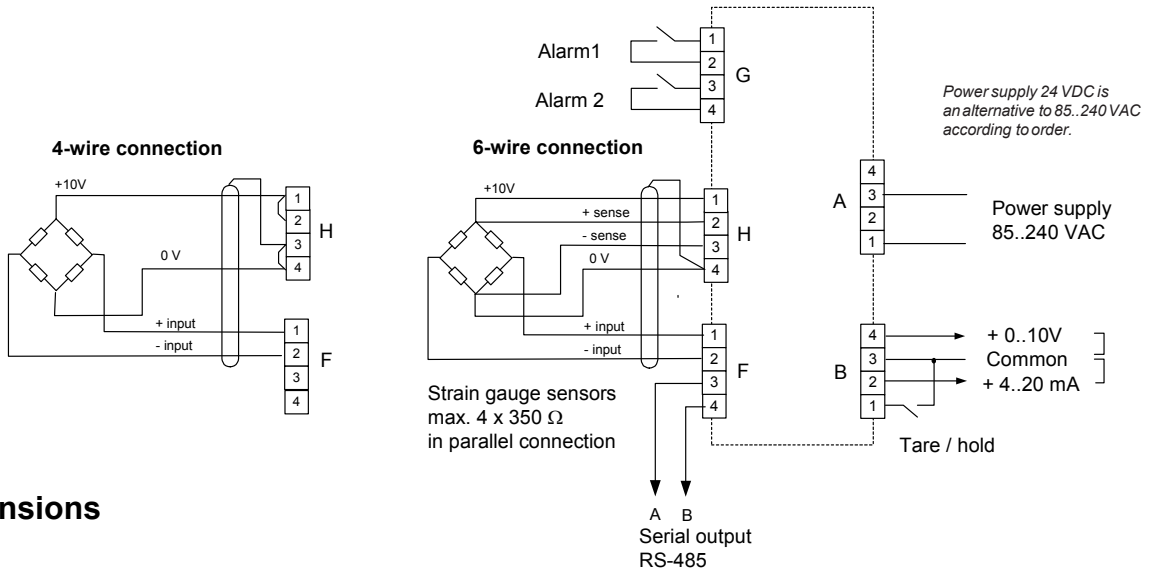 4-wire connection
+10V
1
2
3
4
H
0 V
+ input
- input
1
2
3
4
F
6-wire connection
Alarm1
Alarm 2
1
2
3
4
G
+10V
+ sense
- sense
0 V
1
2
3
4
H
+ input
- input
1
2
3
4
F
Strain gauge sensors
max. 4 x 350 Ω
in parallel connection
A B
Serial output
RS-485
Power supply 24 VDC is
an alternative to 85..240 VAC
according to order.
A
4
3
2
1
Power supply
85..240 VAC
B
4
3
2
1
+ 0..10V
Common
+ 4..20 mA
Tare / hold
nsions